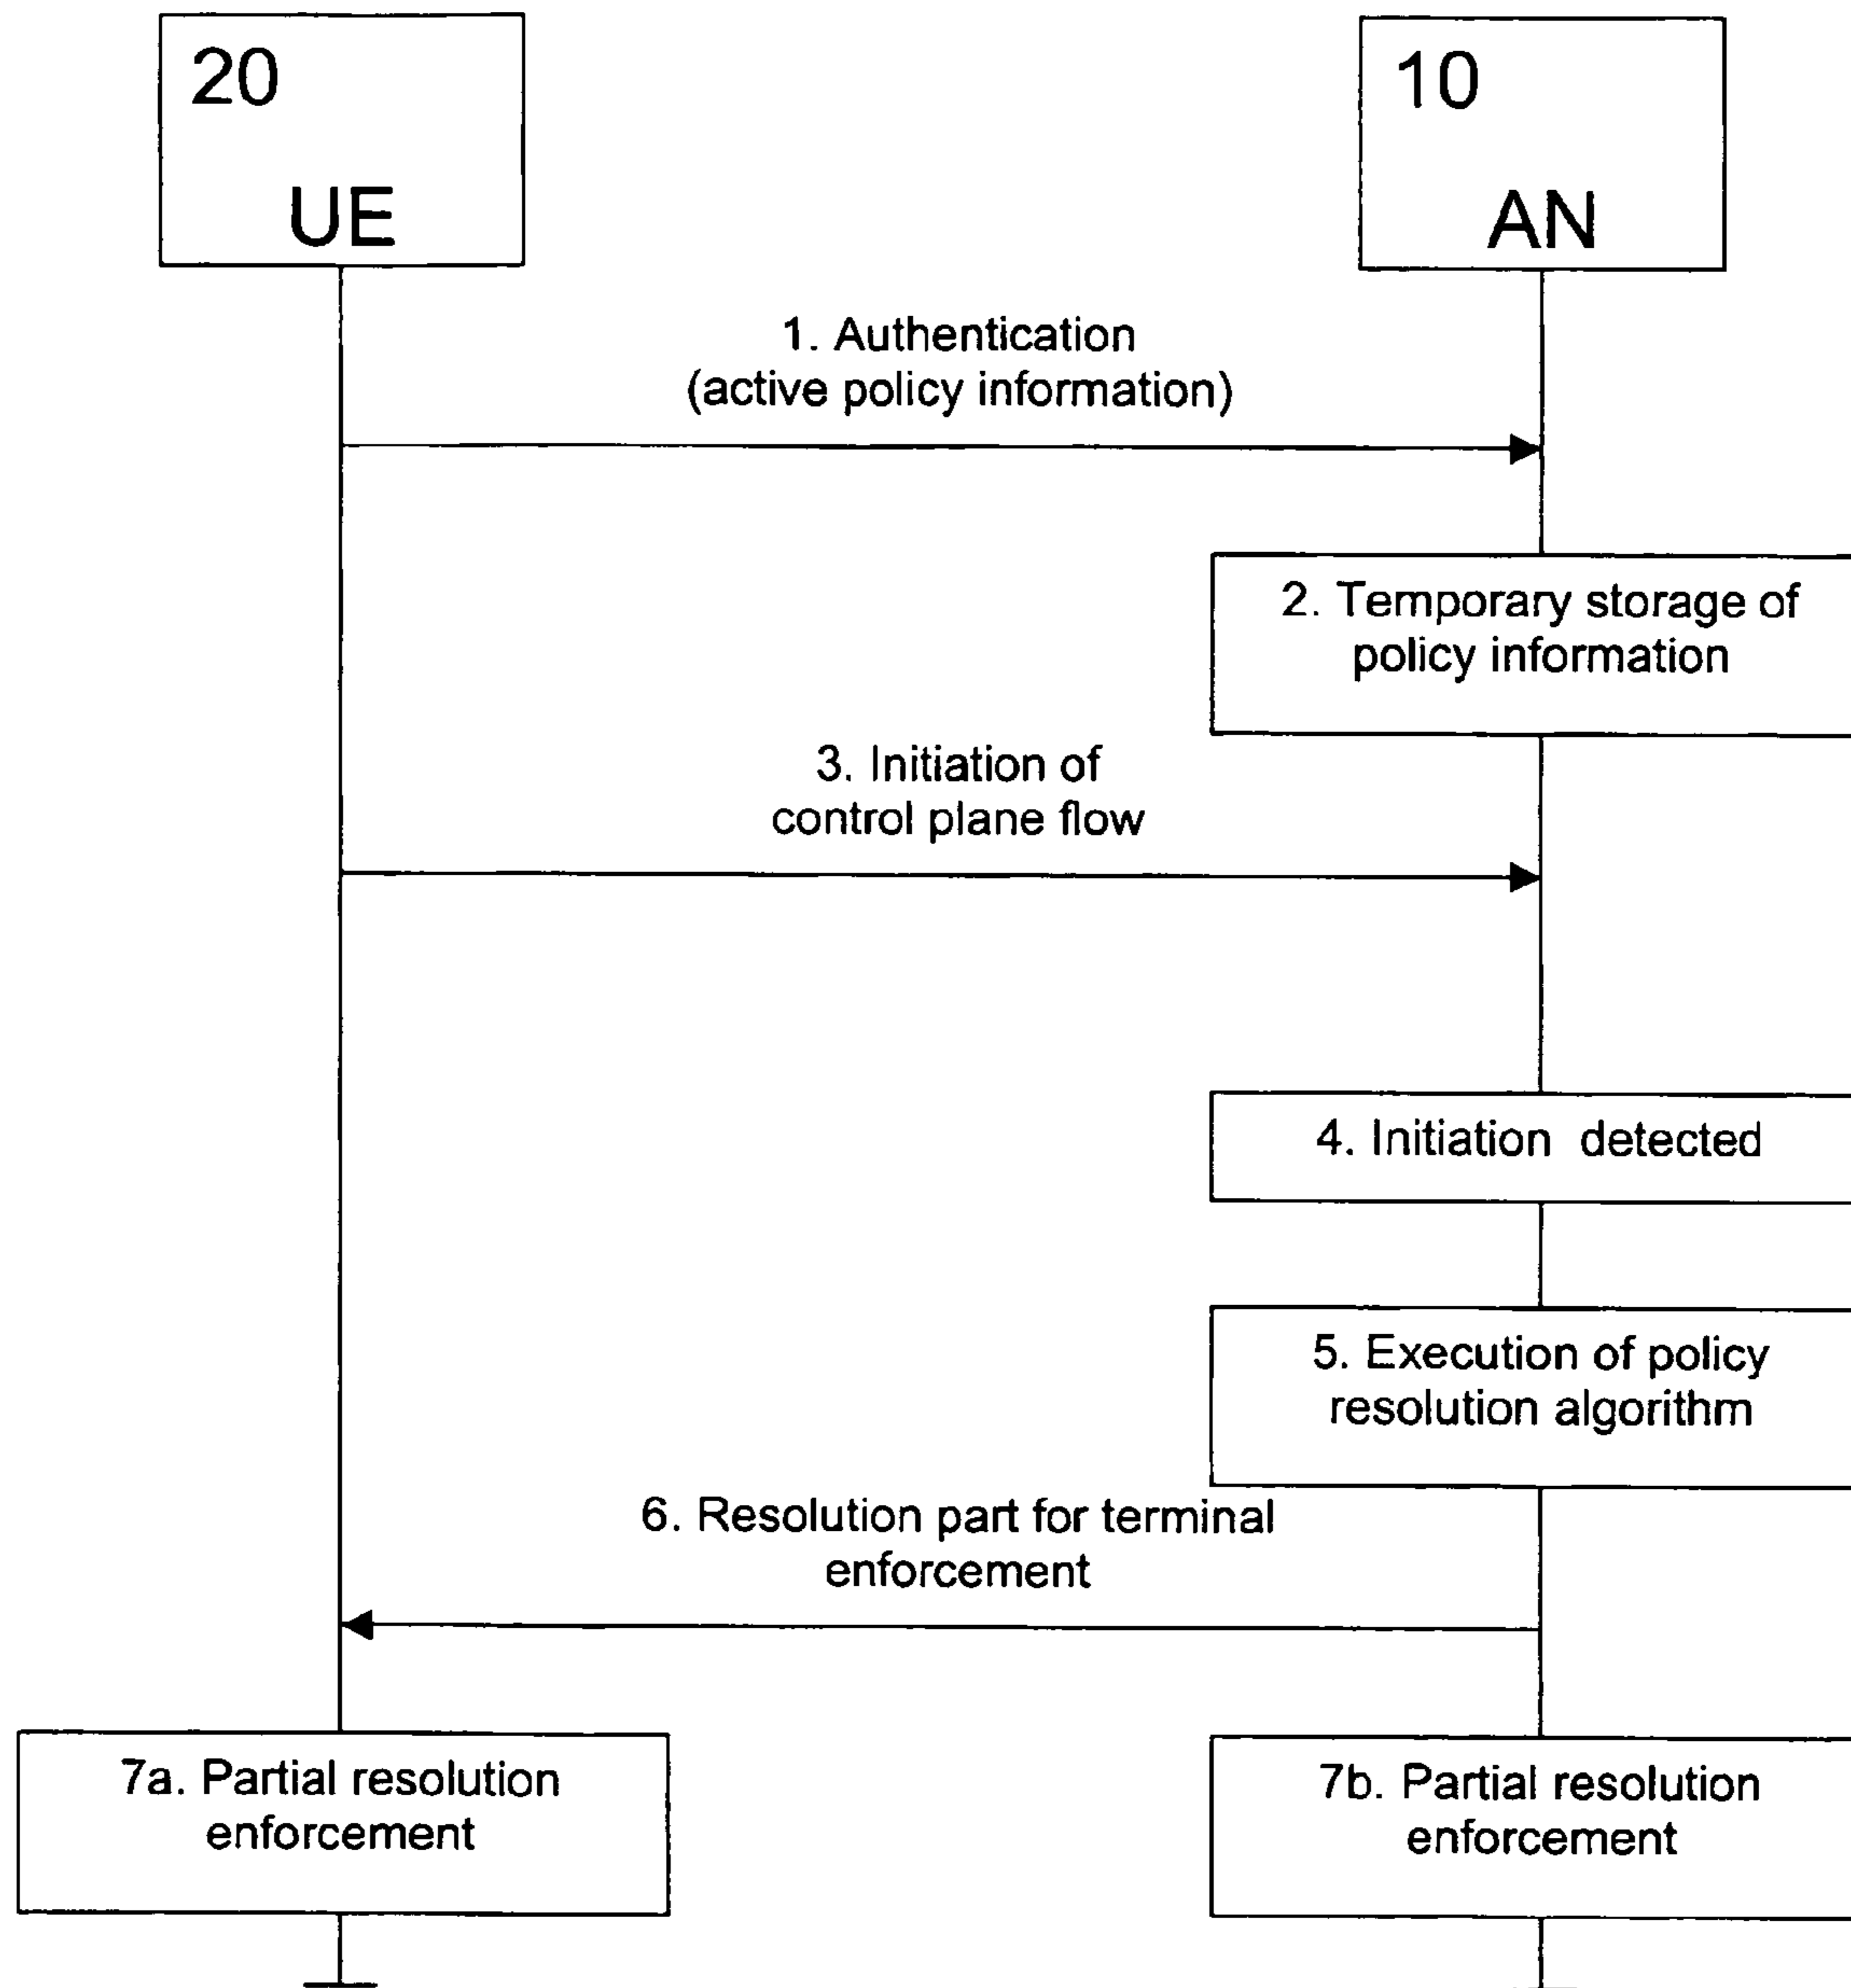 20
UE
10
AN
1. Authentication
(active policy information)
2. Temporary storage of
policy information
3. Initiation of
control plane flow
4. Initiation detected
5. Execution of policy
resolution algorithm
6. Resolution part for terminal
enforcement
7a. Partial resolution
enforcement
7b. Partial resolution
enforcement